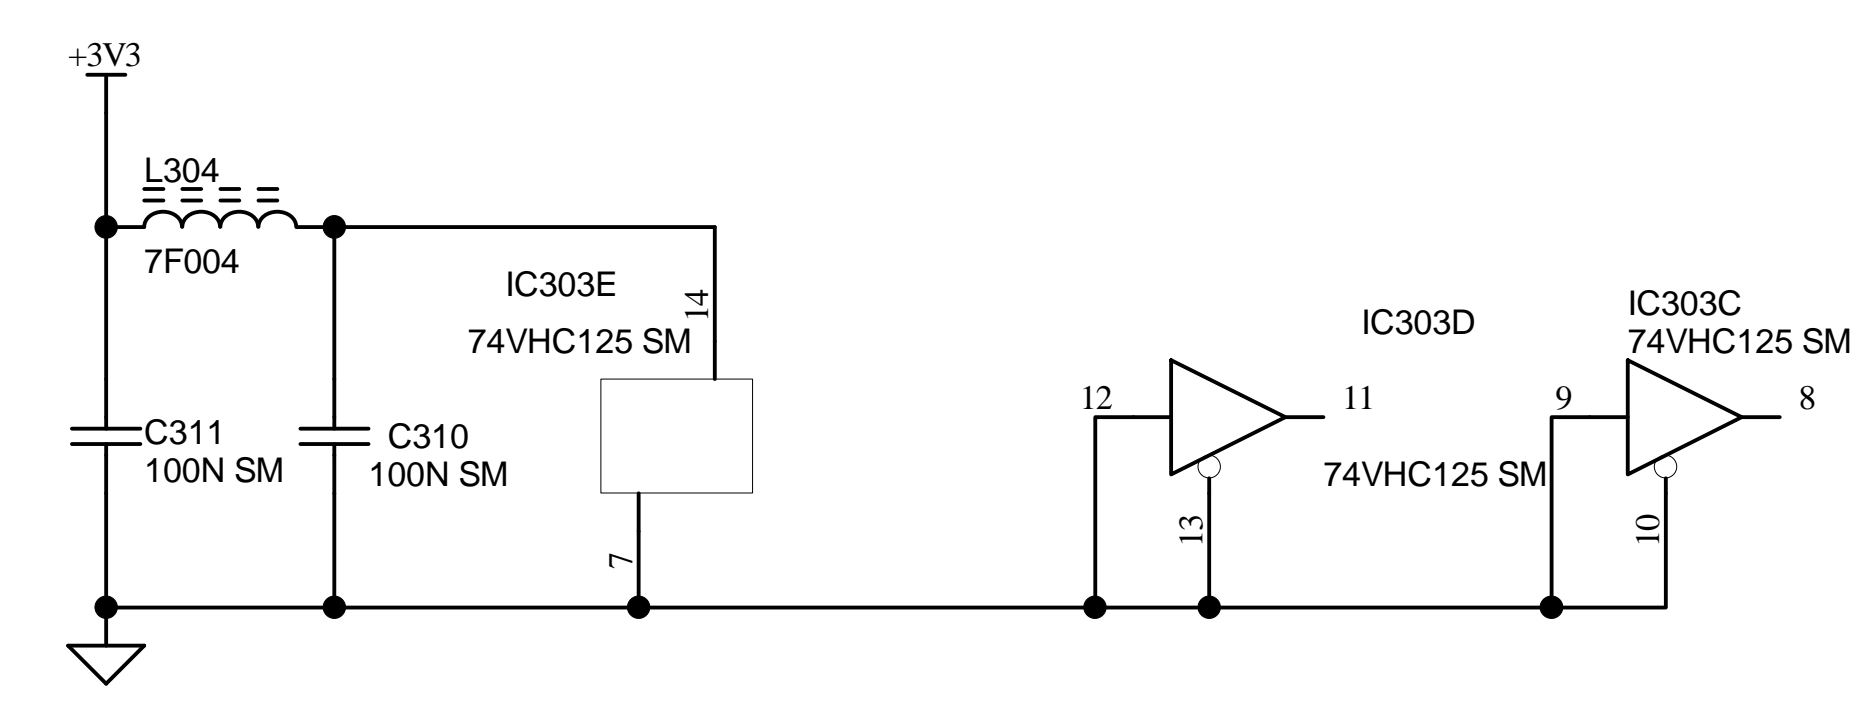 +3V3
L304
7F004
IC303E
14
74VHC125 SM
C311
100N SM
C310
100N SM
7
IC303D
12
11
74VHC125 SM
13
IC303C
74VHC125 SM
9
8
10